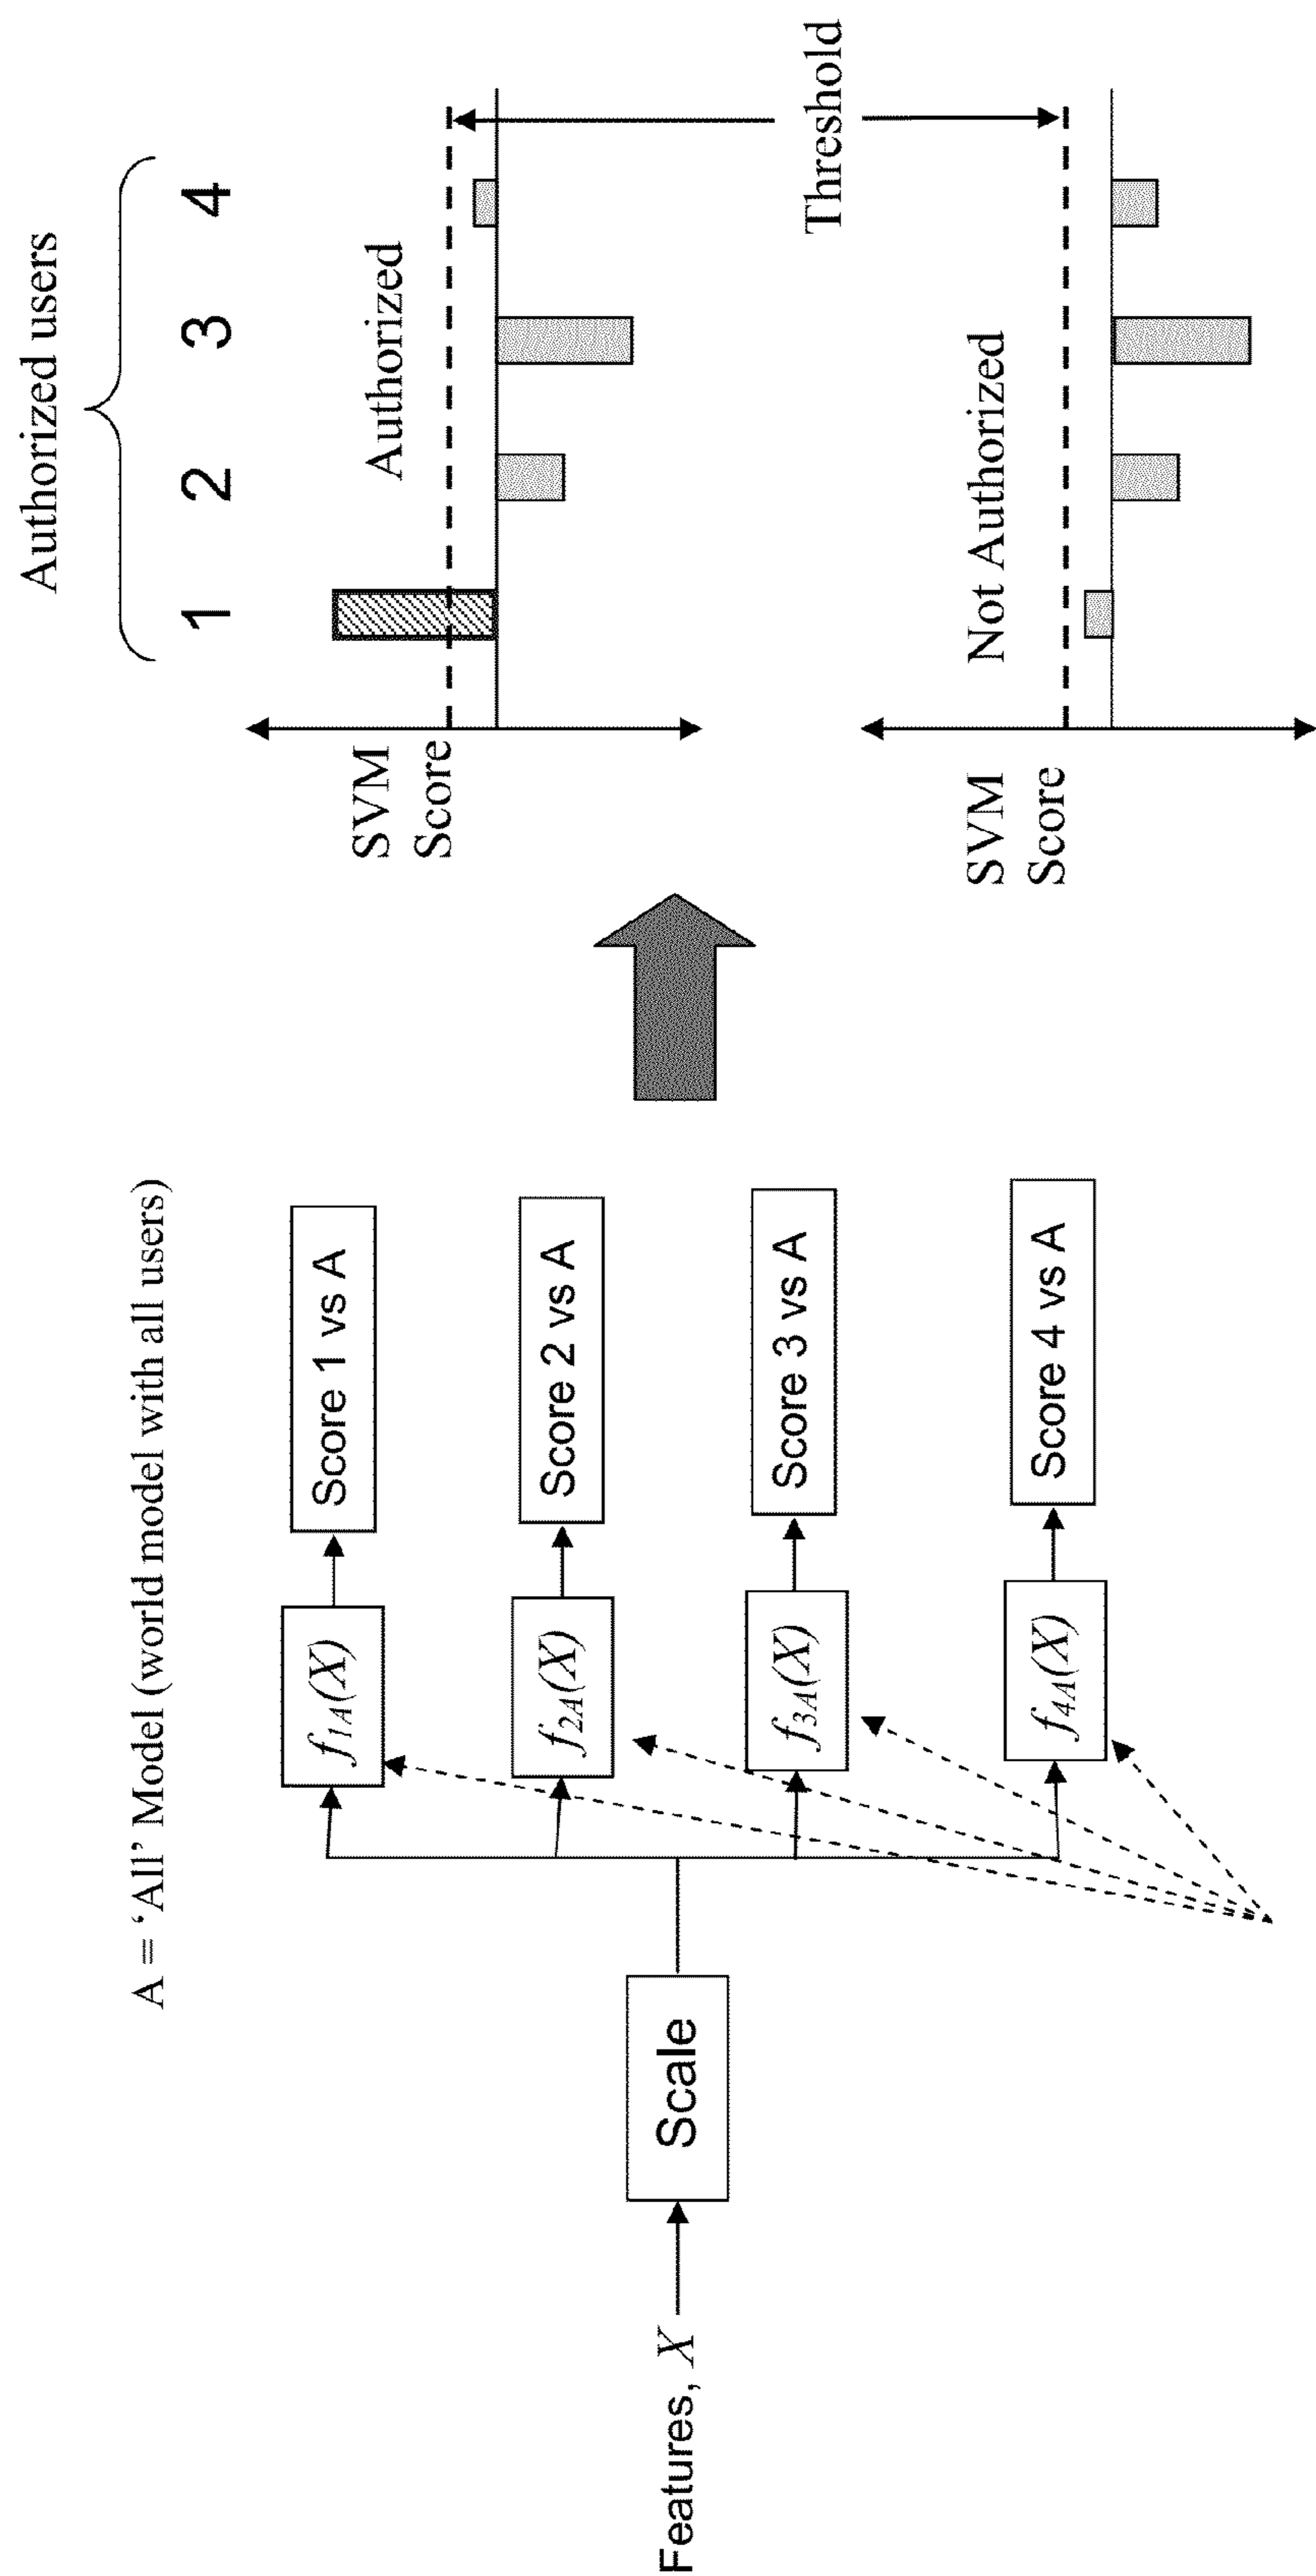 A = ‘All’ Model (world model with all users)
Features, X
Scale
f1A(X)
Score 1 vs A
f2A(X)
Score 2 vs A
f3A(X)
Score 3 vs A
f4A(X)
Score 4 vs A
Authorized users
1 2 3 4
SVM
Score
Authorized
Threshold
SVM
Score
Not Authorized